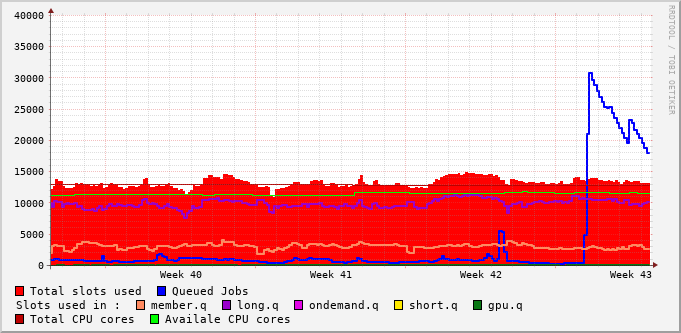 RRDTOOL / TOBI OETIKER
40000
35000
30000
25000
20000
15000
10000
5000
0
Week 40 Week 41 Week 42 Week 43
Total slots used Queued Jobs
Slots used in : member.q long.q ondemand.q short.q gpu.q
Total CPU cores Availale CPU cores